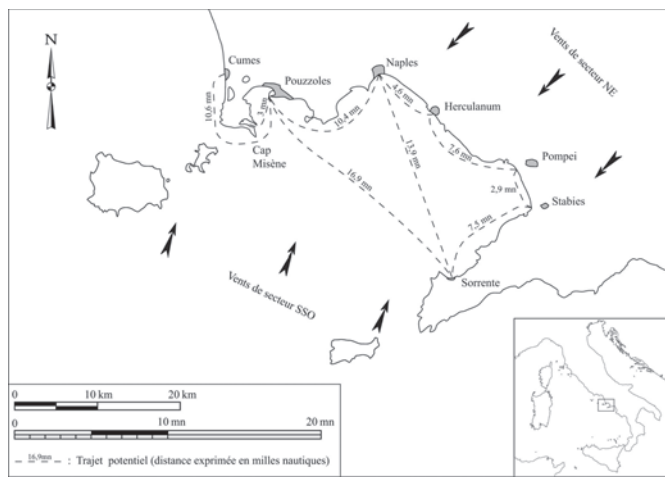 N
Cumes
Pouzzoles
Naples
Vents de secteur NE
10,6 mn
3 mn
10,4 mn
4,6 mn
Herculanum
Cap
Misène
16,9 mn
13,9 mn
7,6 mn
Pompei
2,9 mn
Stabies
7,5 mn
Sorrente
Vents de secteur SSO
0 10 km 20 km
0 10 mn 20 mn
16,9mn : Trajet potentiel (distance exprimée en milles nautiques)